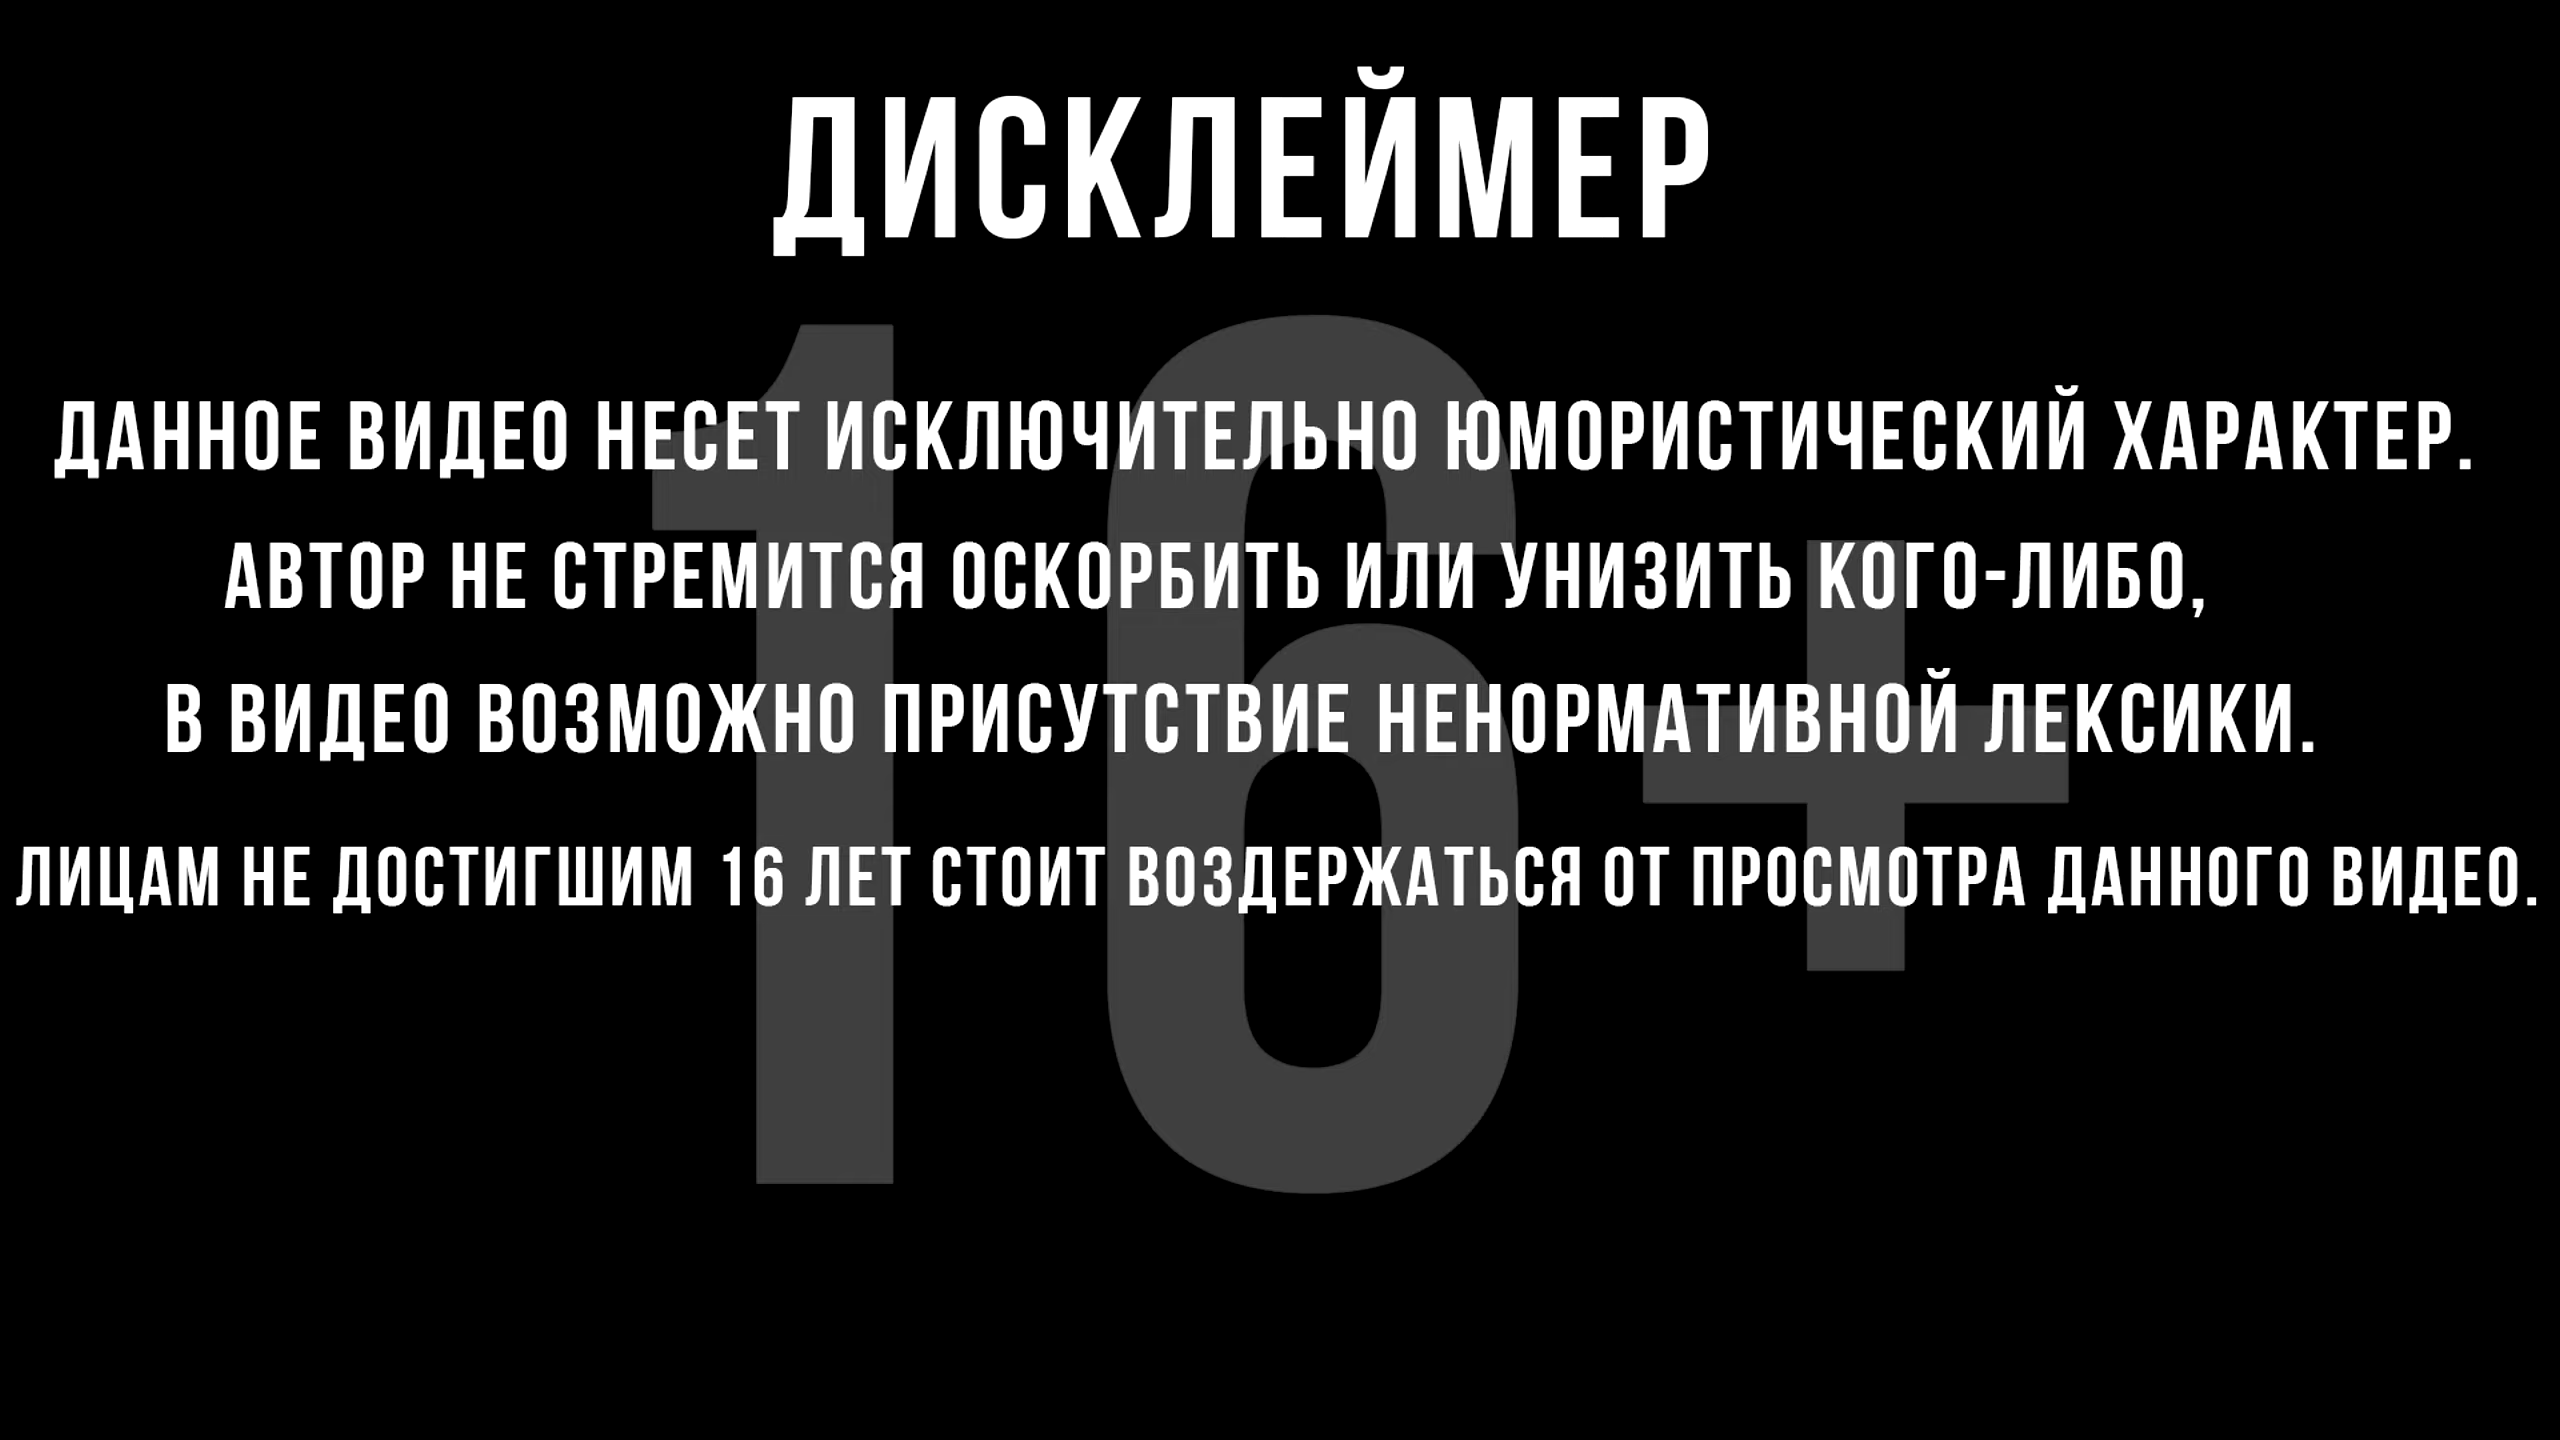 ДИСКЛЕЙМЕР
ДАННОЕ ВИДЕО НЕСЕТ ИСКЛЮЧИТЕЛЬНО ЮМОРИСТИЧЕСКИЙ ХАРАКТЕР.
АВТОР НЕ СТРЕМИТСЯ ОСКОРБИТЬ ИЛИ УНИЗИТЬ КОГО-ЛИБО,
В ВИДЕО ВОЗМОЖНО ПРИСУТСТВИЕ НЕНОРМАТИВНОЙ ЛЕКСИКИ.
ЛИЦАМ НЕ ДОСТИГШИМ 16 ЛЕТ СТОИТ ВОЗДЕРЖАТЬСЯ ОТ ПРОСМОТРА ДАННОГО ВИДЕО.
16+